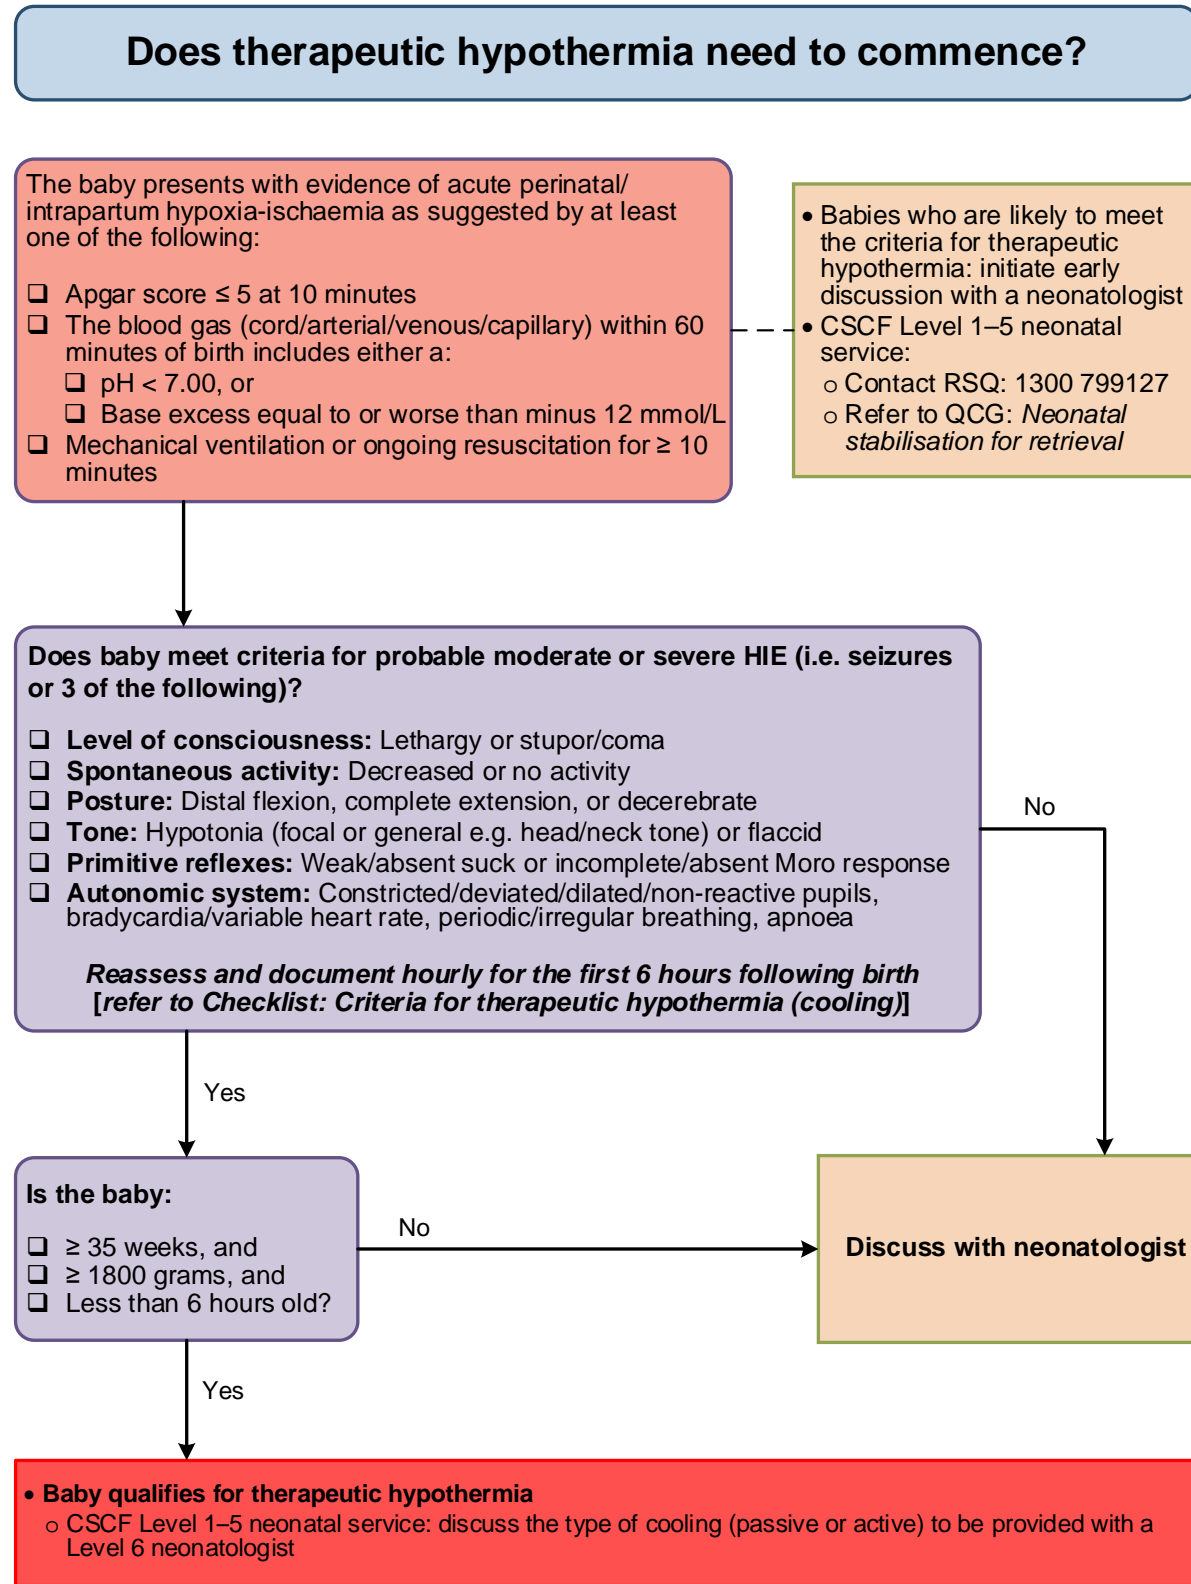 Does therapeutic hypothermia need to commence?
The baby presents with evidence of acute perinatal/
intrapartum hypoxia-ischaemia as suggested by at least
one of the following:
❑ Apgar score ≤ 5 at 10 minutes
❑ The blood gas (cord/arterial/venous/capillary) within 60
minutes of birth includes either a:
❑ pH < 7.00, or
❑ Base excess equal to or worse than minus 12 mmol/L
❑ Mechanical ventilation or ongoing resuscitation for ≥ 10
minutes
• Babies who are likely to meet
the criteria for therapeutic
hypothermia: initiate early
discussion with a neonatologist
• CSCF Level 1–5 neonatal
service:
o Contact RSQ: 1300 799127
o Refer to QCG: Neonatal
stabilisation for retrieval
Does baby meet criteria for probable moderate or severe HIE (i.e. seizures
or 3 of the following)?
❑ Level of consciousness: Lethargy or stupor/coma
❑ Spontaneous activity: Decreased or no activity
❑ Posture: Distal flexion, complete extension, or decerebrate
❑ Tone: Hypotonia (focal or general e.g. head/neck tone) or flaccid
❑ Primitive reflexes: Weak/absent suck or incomplete/absent Moro response
❑ Autonomic system: Constricted/deviated/dilated/non-reactive pupils,
bradycardia/variable heart rate, periodic/irregular breathing, apnoea
Reassess and document hourly for the first 6 hours following birth
[refer to Checklist: Criteria for therapeutic hypothermia (cooling)]
No
Yes
Is the baby:
❑ ≥ 35 weeks, and
❑ ≥ 1800 grams, and
❑ Less than 6 hours old?
No
Discuss with neonatologist
Yes
• Baby qualifies for therapeutic hypothermia
o CSCF Level 1–5 neonatal service: discuss the type of cooling (passive or active) to be provided with a
Level 6 neonatologist